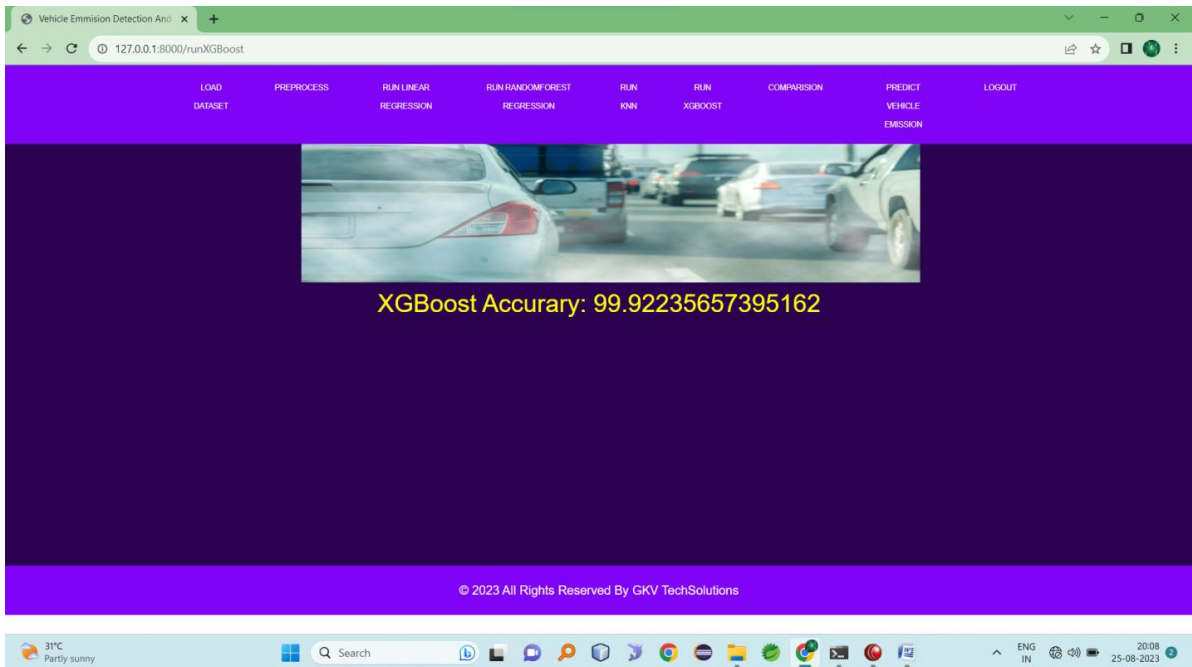 Vehicle Emmision Detection And
127.0.0.1:8000/runXGBoost
LOAD
DATASET
PREPROCESS
RUN LINEAR
REGRESSION
RUN RANDOMFOREST
REGRESSION
RUN
KNN
RUN
XGBOOST
COMPARISION
PREDICT
VEHICLE
EMISSION
LOGOUT
XGBoost Accurary: 99.92235657395162
© 2023 All Rights Reserved By GKV TechSolutions
31°C
Partly sunny
Search
ENG
IN
20:08
25-08-2023
2